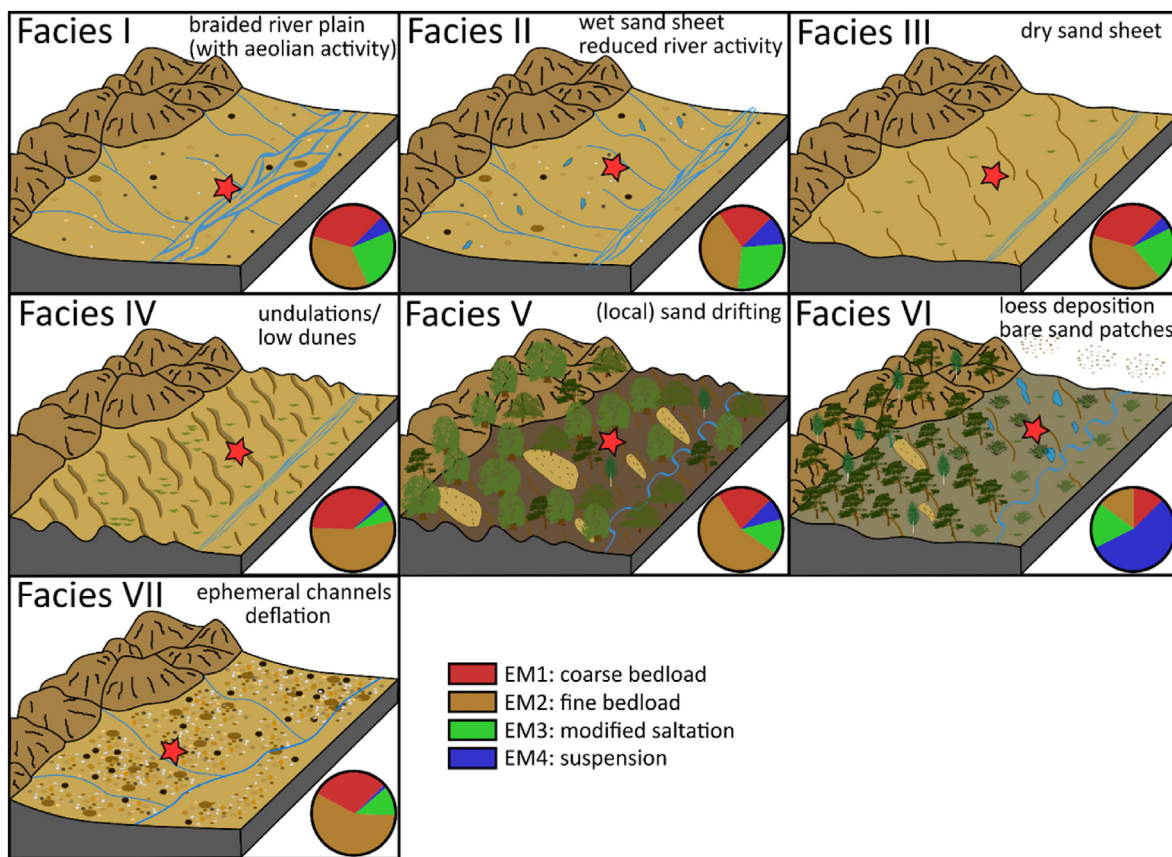 Facies I
braided river plain
(with aeolian activity)
Facies II
wet sand sheet
reduced river activity
Facies III
dry sand sheet
Facies IV
undulations/
low dunes
Facies V
(local) sand drifting
Facies VI
loess deposition
bare sand patches
Facies VII
ephemeral channels
deflation
EM1: coarse bedload
EM2: fine bedload
EM3: modified saltation
EM4: suspension